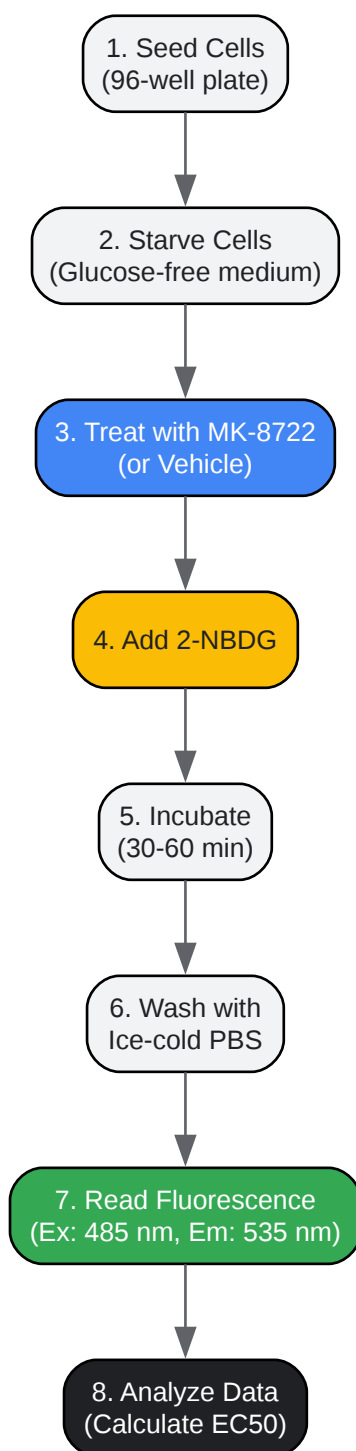 1. Seed Cells
(96-well plate)
2. Starve Cells
(Glucose-free medium)
3. Treat with MK-8722
(or Vehicle)
4. Add 2-NBDG
5. Incubate
(30-60 min)
6. Wash with
Ice-cold PBS
7. Read Fluorescence
(Ex: 485 nm, Em: 535 nm)
8. Analyze Data
(Calculate EC50)